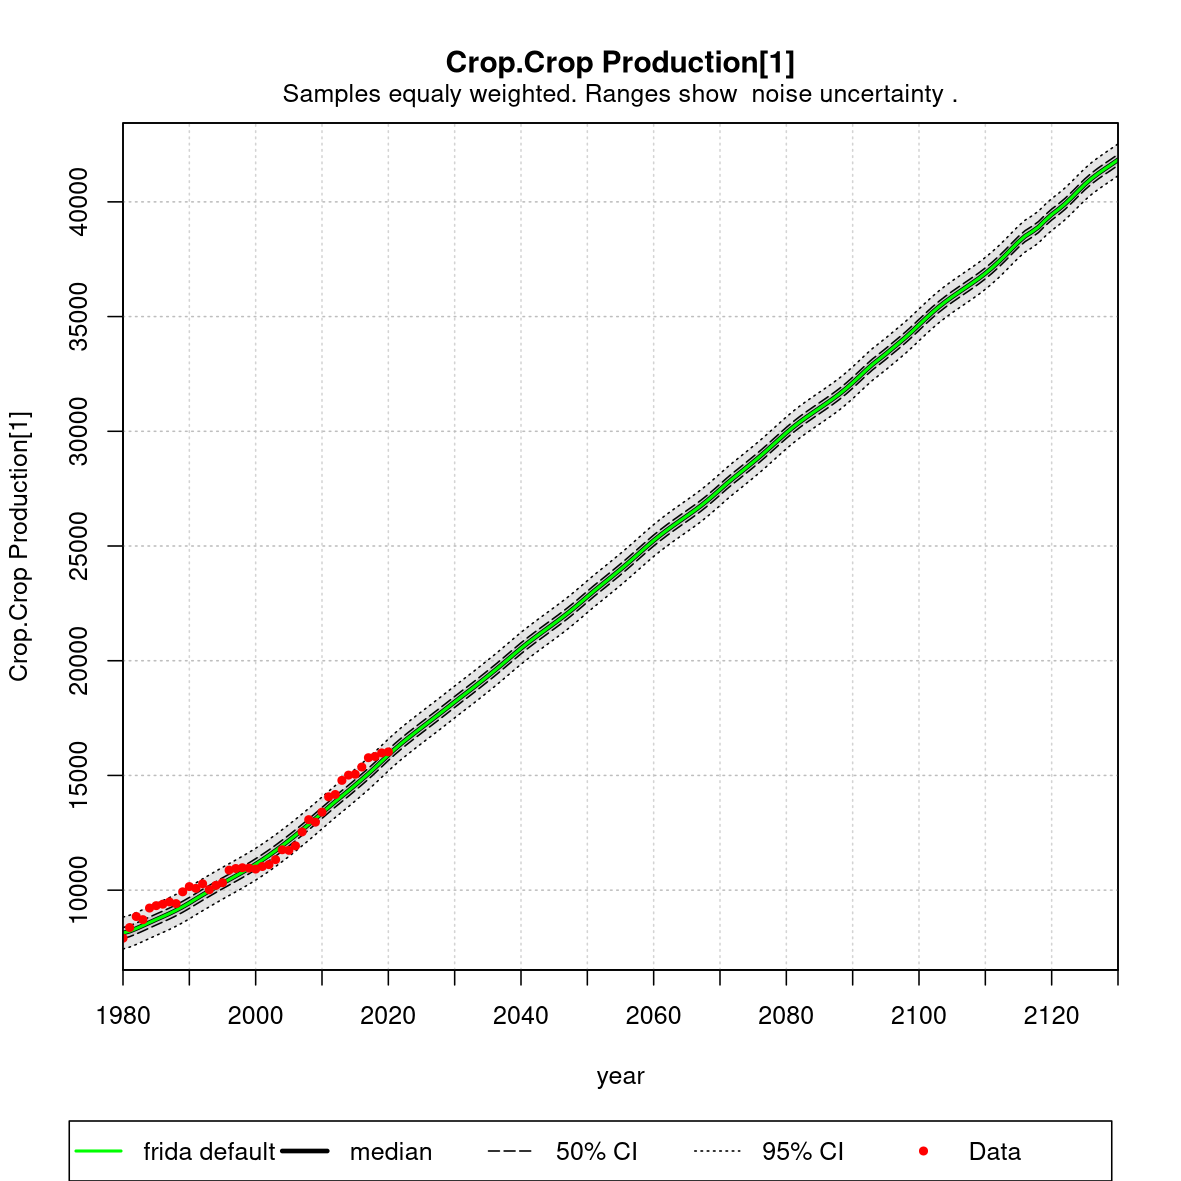 Crop.Crop Production[1]
Samples equaly weighted. Ranges show  noise uncertainty .
Crop.Crop Production[1]
40000
35000
30000
25000
20000
15000
10000
1980 2000 2020 2040 2060 2080 2100 2120
year
frida default median 50% CI 95% CI Data